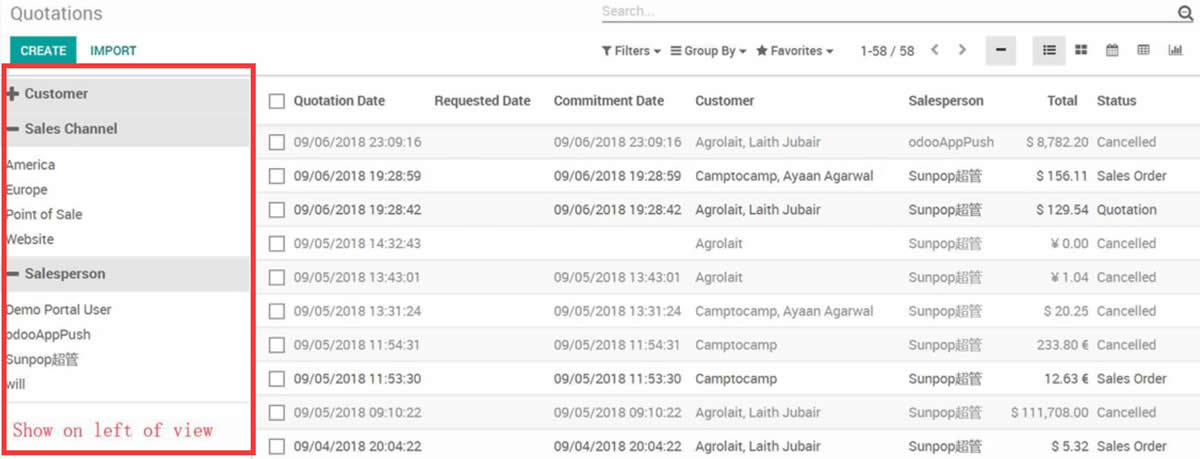 Quotations
Search...
CREATE IMPORT
Filters Group By Favorites 1-58 / 58
Customer
Sales Channel
America
Europe
Point of Sale
Website
Salesperson
Demo Portal User
odooAppPush
Sunpop超管
will
Show on left of view
Quotation Date Requested Date Commitment Date Customer Salesperson Total Status
09/06/2018 23:09:16 09/06/2018 23:09:16 Agrolait, Laith Jubair odooAppPush $ 8,782.20 Cancelled
09/06/2018 19:28:59 09/06/2018 19:28:59 Camptocamp, Ayaan Agarwal Sunpop超管 $ 156.11 Sales Order
09/06/2018 19:28:42 09/06/2018 19:28:42 Agrolait, Laith Jubair Sunpop超管 $ 129.54 Quotation
09/05/2018 14:32:43 Agrolait Sunpop超管 ¥ 0.00 Cancelled
09/05/2018 13:43:01 09/05/2018 13:43:01 Agrolait Sunpop超管 ¥ 1.04 Cancelled
09/05/2018 13:31:24 09/05/2018 13:31:24 Camptocamp, Ayaan Agarwal Sunpop超管 $ 20.25 Cancelled
09/05/2018 11:54:31 09/05/2018 11:54:31 Camptocamp Sunpop超管 233.80 € Cancelled
09/05/2018 11:53:30 09/05/2018 11:53:30 Camptocamp Sunpop超管 12.63 € Sales Order
09/05/2018 09:10:22 09/05/2018 09:10:22 Agrolait, Laith Jubair Sunpop超管 $ 111,708.00 Cancelled
09/04/2018 20:04:22 09/04/2018 20:04:22 Agrolait, Laith Jubair Sunpop超管 $ 5.32 Sales Order